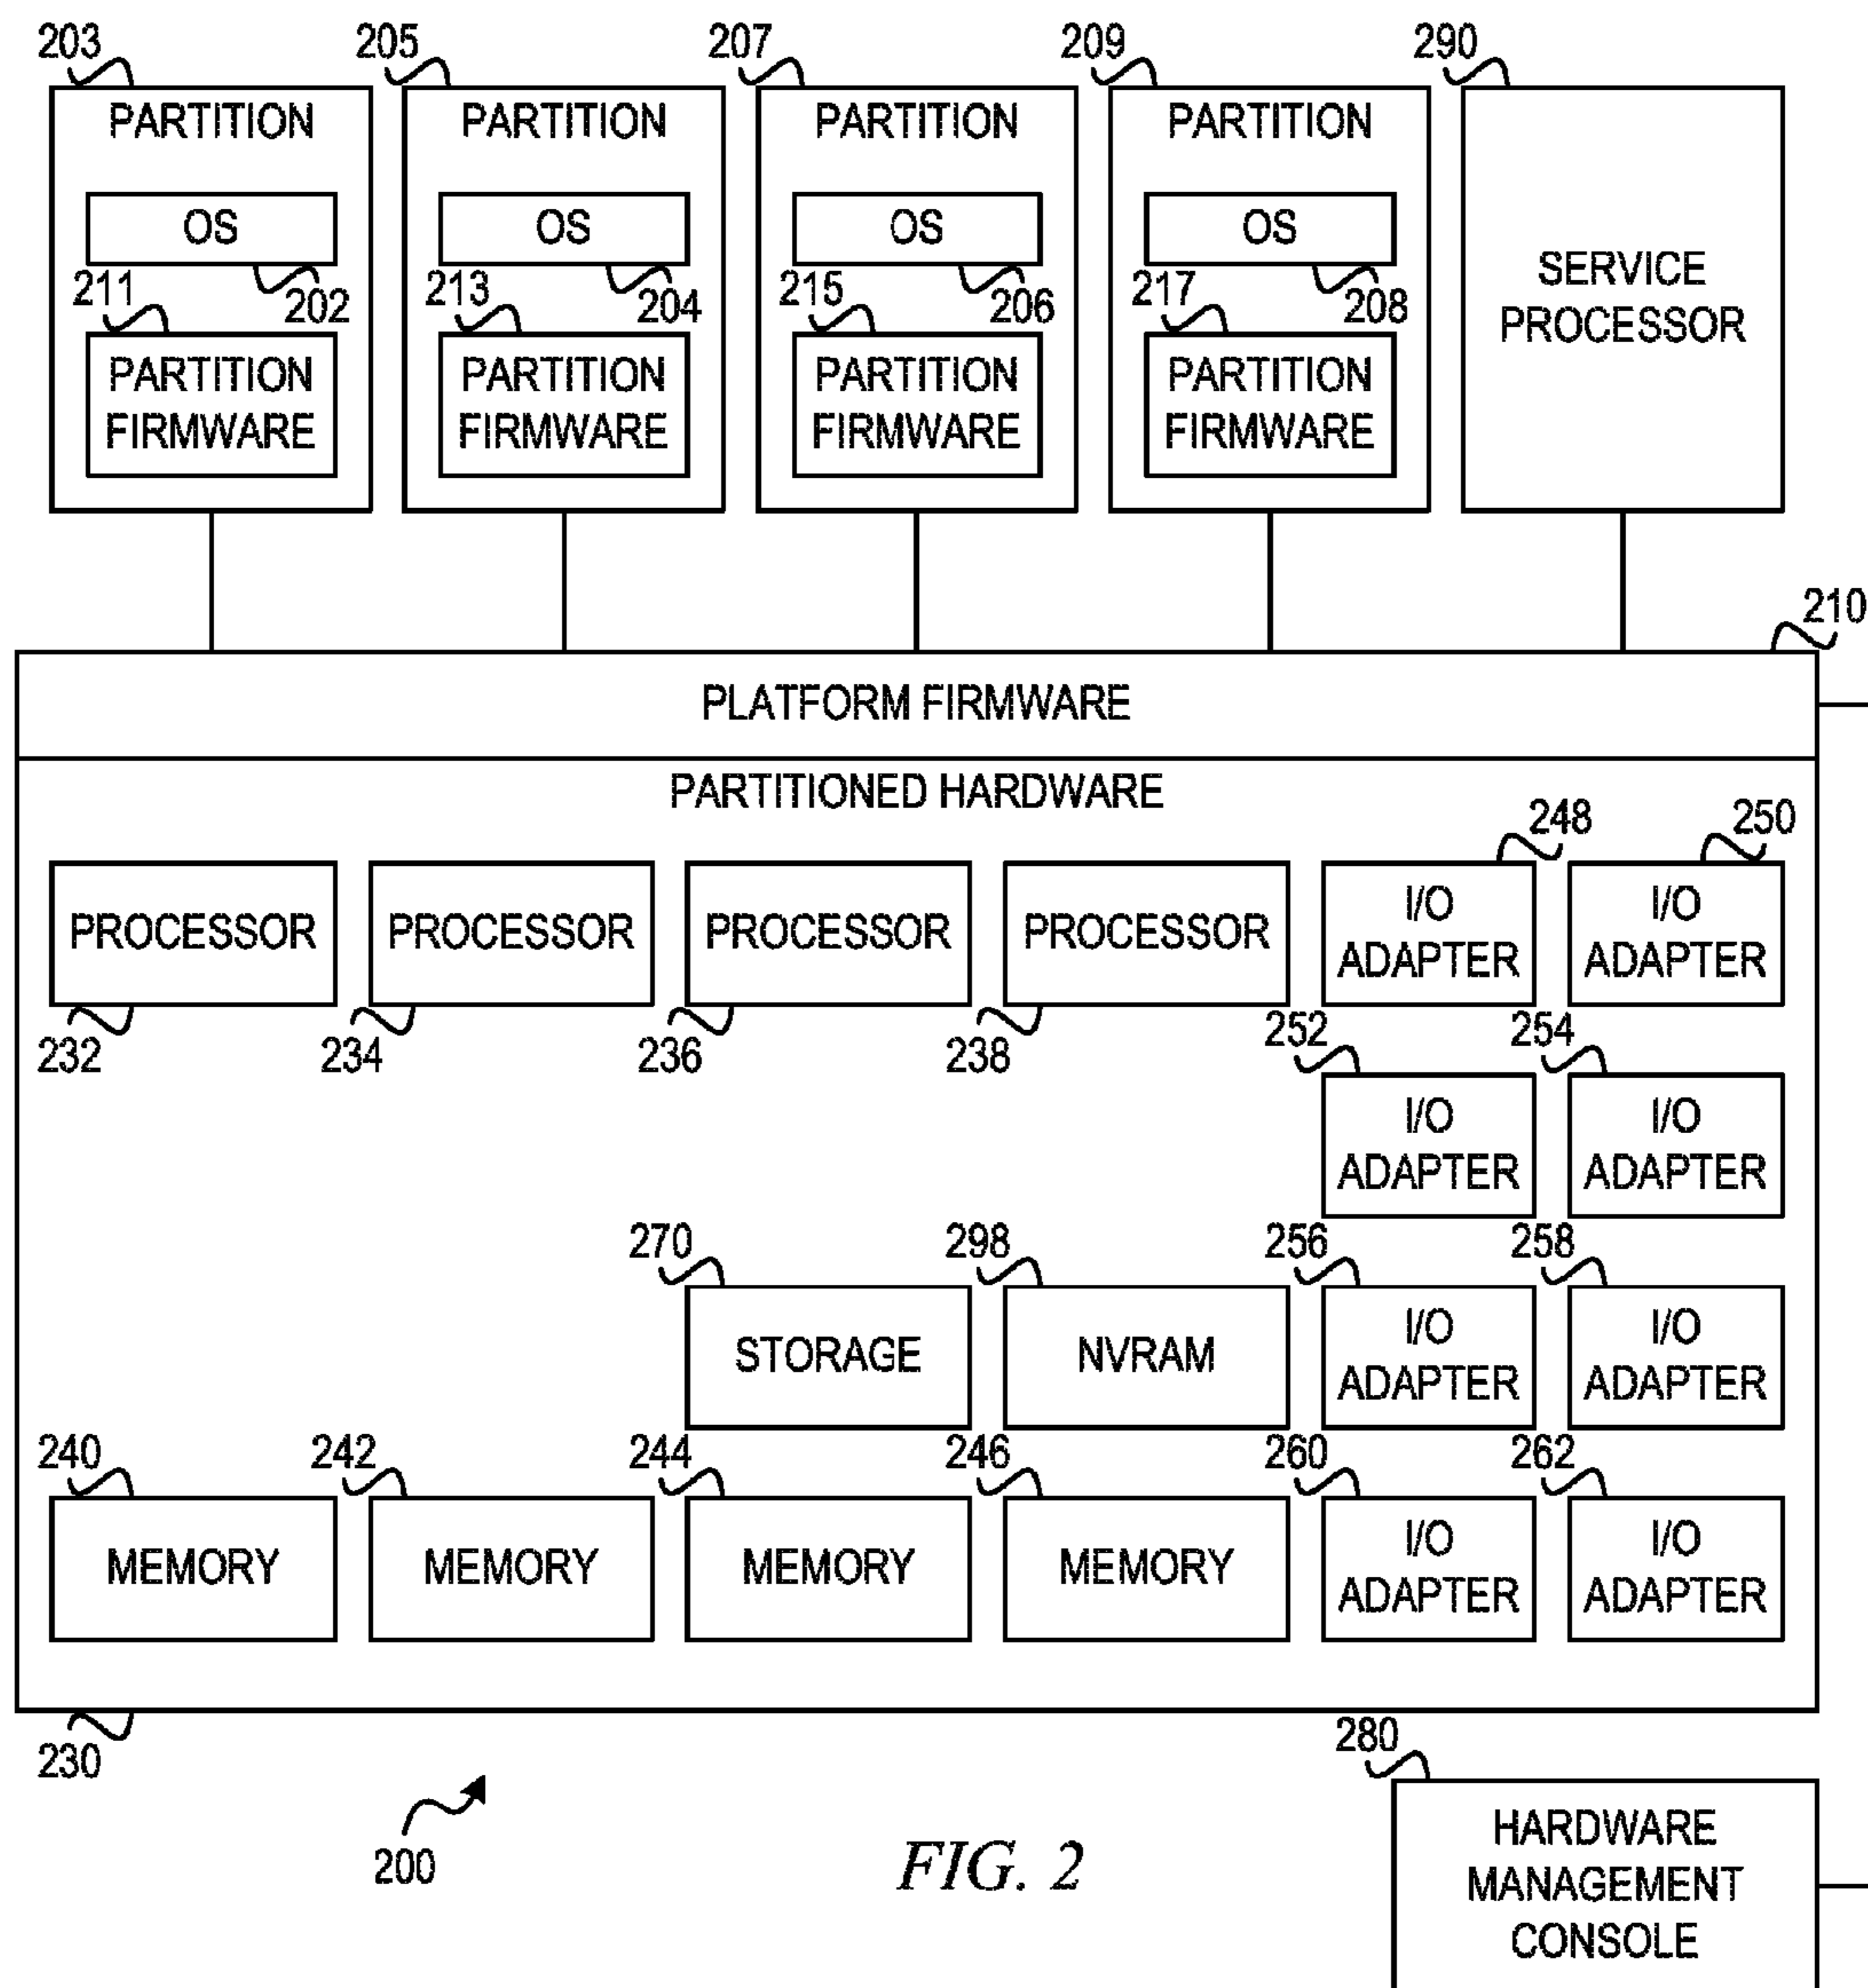 203 205 207 209 290
PARTITION PARTITION PARTITION PARTITION
OS OS OS OS
SERVICE
PROCESSOR
211 202 213 204 215 206 217 208
PARTITION PARTITION PARTITION PARTITION
FIRMWARE FIRMWARE FIRMWARE FIRMWARE
210
PLATFORM FIRMWARE
PARTITIONED HARDWARE
248 250
PROCESSOR PROCESSOR PROCESSOR PROCESSOR
I/O I/O
ADAPTER ADAPTER
232 234 236 238 252 254
I/O I/O
ADAPTER ADAPTER
270 298 256 258
STORAGE NVRAM
I/O I/O
ADAPTER ADAPTER
240 242 244 246 260 262
MEMORY MEMORY MEMORY MEMORY
I/O I/O
ADAPTER ADAPTER
230
280
200
FIG. 2
HARDWARE
MANAGEMENT
CONSOLE